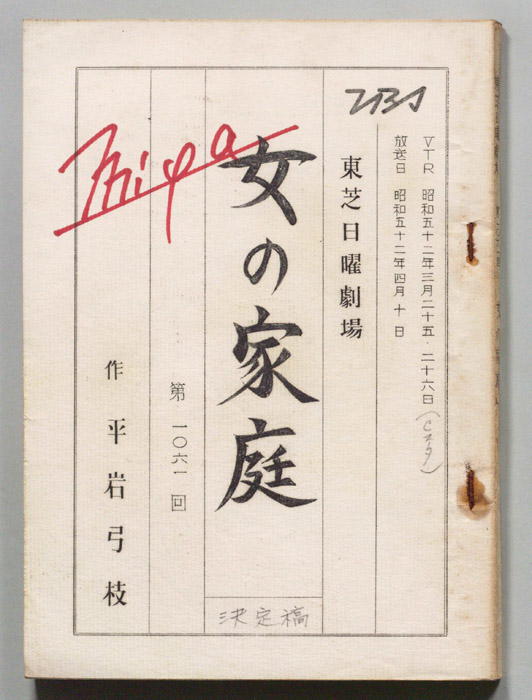 TBS
VTR 昭和五十二年三月二十五・二十六日
放送日 昭和五十二年四月十日
東芝日曜劇場
女の家庭
決定稿
第一〇六一回
作 平岩弓枝